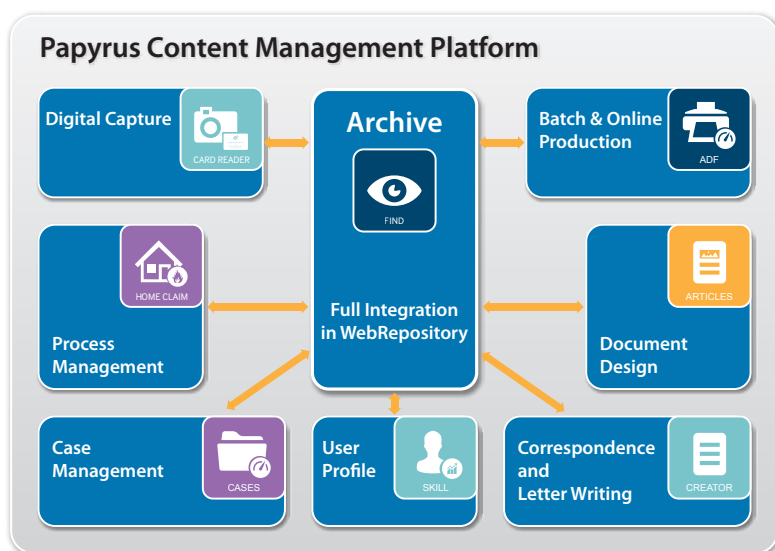 Papyrus Content Management Platform
Digital Capture
CARD READER
Archive
FIND
Full Integration
in WebRepository
Batch & Online
Production
ADF
HOME CLAIM
Process
Management
ARTICLES
Document
Design
Case
Management
CASES
User
Profile
SKILL
Correspondence
and
Letter Writing
CREATOR